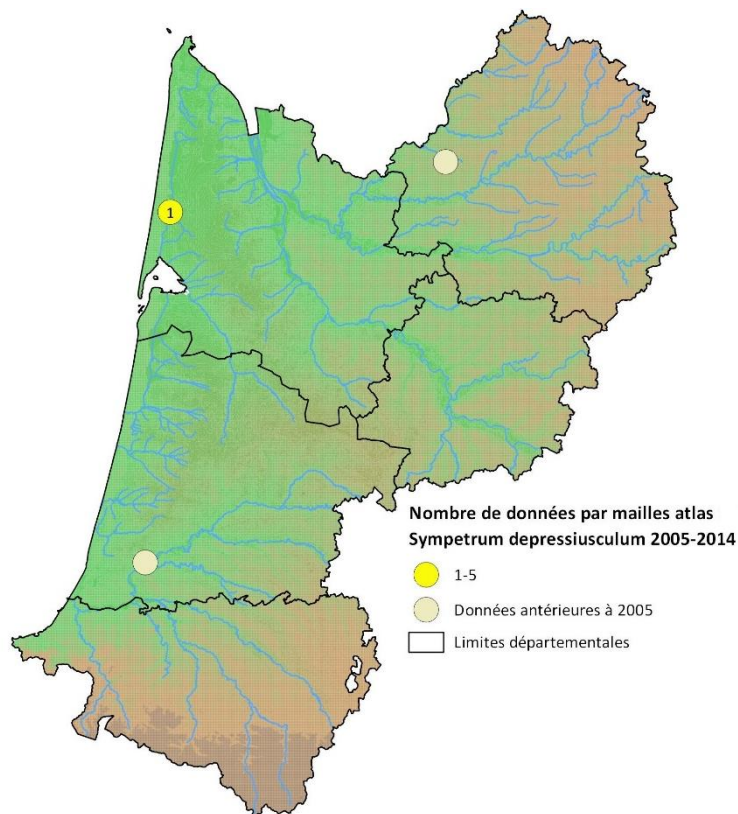 1
Nombre de données par mailles atlas
Sympetrum depressiusculum 2005-2014
1-5
Données antérieures à 2005
Limites départementales